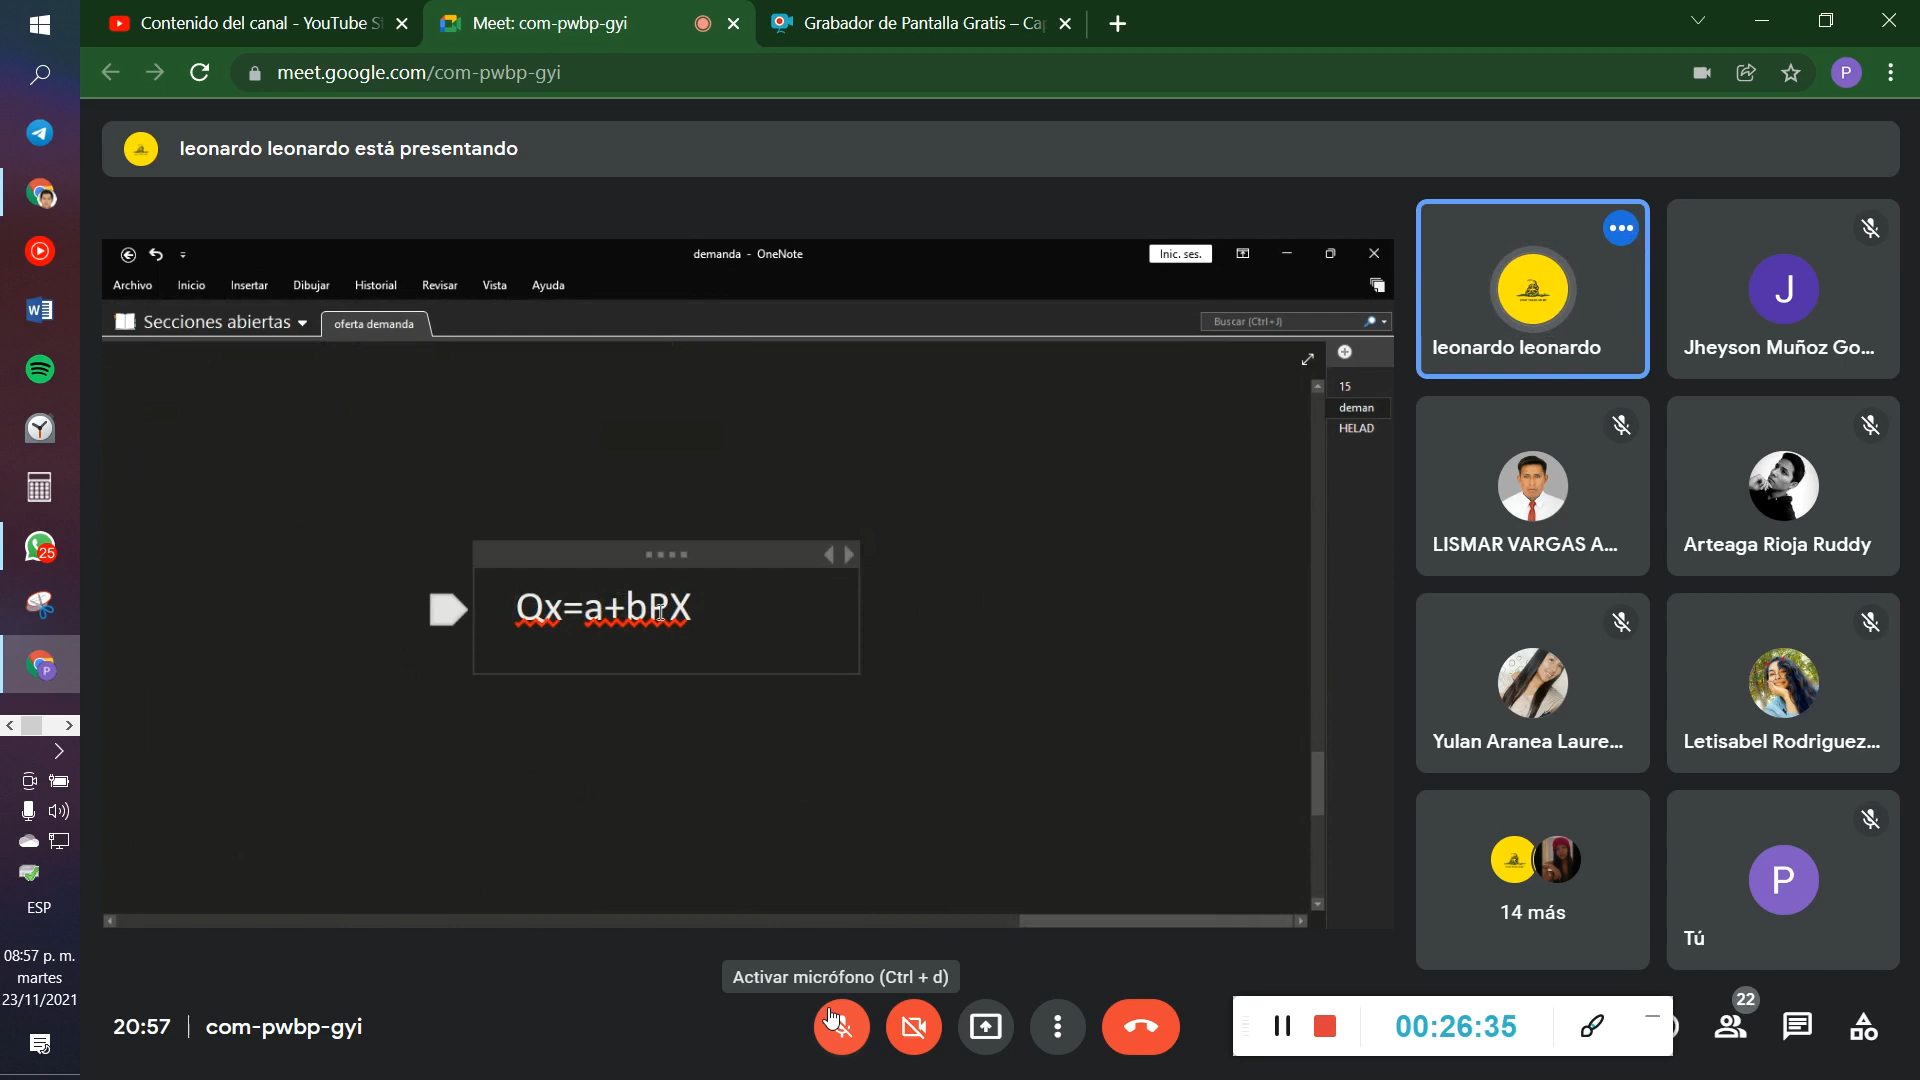 Contenido del canal - YouTube S
Meet: com-pwbp-gyi
Grabador de Pantalla Gratis – Ca
meet.google.com/com-pwbp-gyi
P
leonardo leonardo está presentando
demanda - OneNote
Inic. ses.
Archivo Inicio Insertar Dibujar Historial Revisar Vista Ayuda
Secciones abiertas
oferta demanda
Buscar (Ctrl+J)
15
deman
HELAD
Qx=a+bPX
leonardo leonardo
J
Jheyson Muñoz Go...
LISMAR VARGAS A...
Arteaga Rioja Ruddy
Yulan Aranea Laure...
Letisabel Rodriguez...
14 más
P
Tú
25
P
ESP
08:57 p. m.
martes
23/11/2021
Activar micrófono (Ctrl + d)
20:57 | com-pwbp-gyi
00:26:35
22